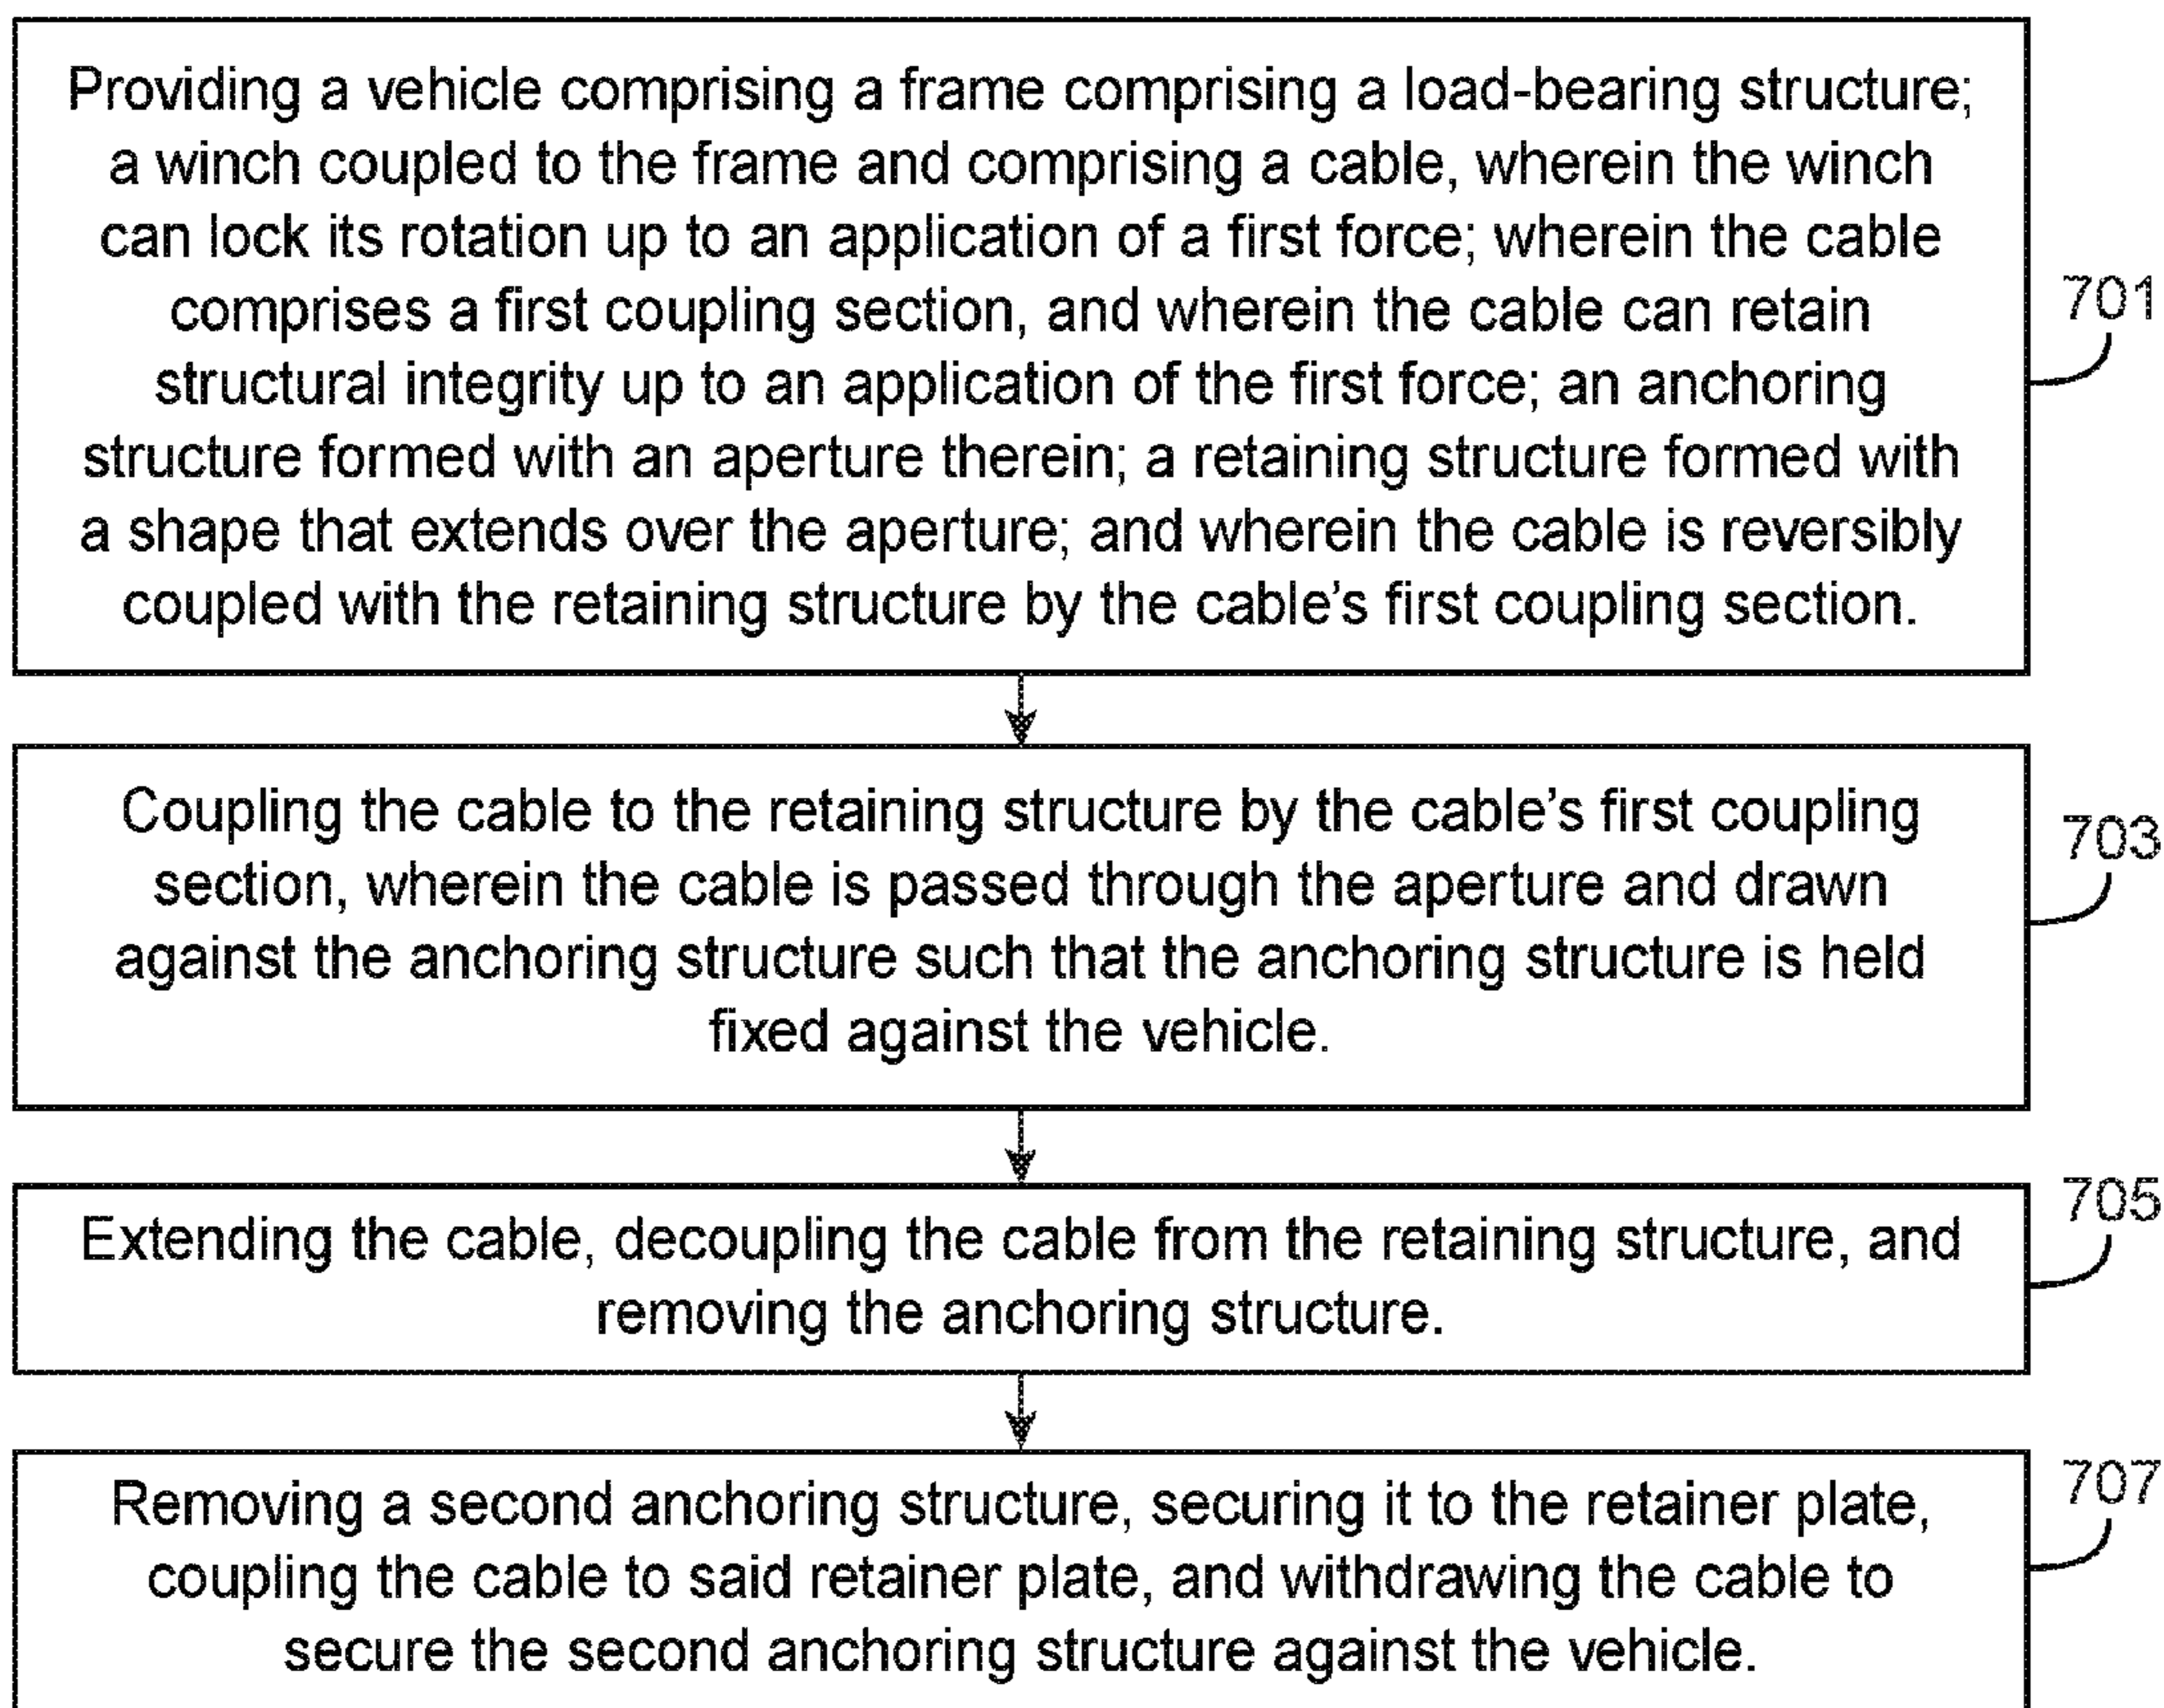 Providing a vehicle comprising a frame comprising a load-bearing structure;
a winch coupled to the frame and comprising a cable, wherein the winch
can lock its rotation up to an application of a first force; wherein the cable
comprises a first coupling section, and wherein the cable can retain
structural integrity up to an application of the first force; an anchoring
structure formed with an aperture therein; a retaining structure formed with
a shape that extends over the aperture; and wherein the cable is reversibly
coupled with the retaining structure by the cable’s first coupling section.
701
Coupling the cable to the retaining structure by the cable’s first coupling
section, wherein the cable is passed through the aperture and drawn
against the anchoring structure such that the anchoring structure is held
fixed against the vehicle.
703
Extending the cable, decoupling the cable from the retaining structure, and
removing the anchoring structure.
705
Removing a second anchoring structure, securing it to the retainer plate,
coupling the cable to said retainer plate, and withdrawing the cable to
secure the second anchoring structure against the vehicle.
707